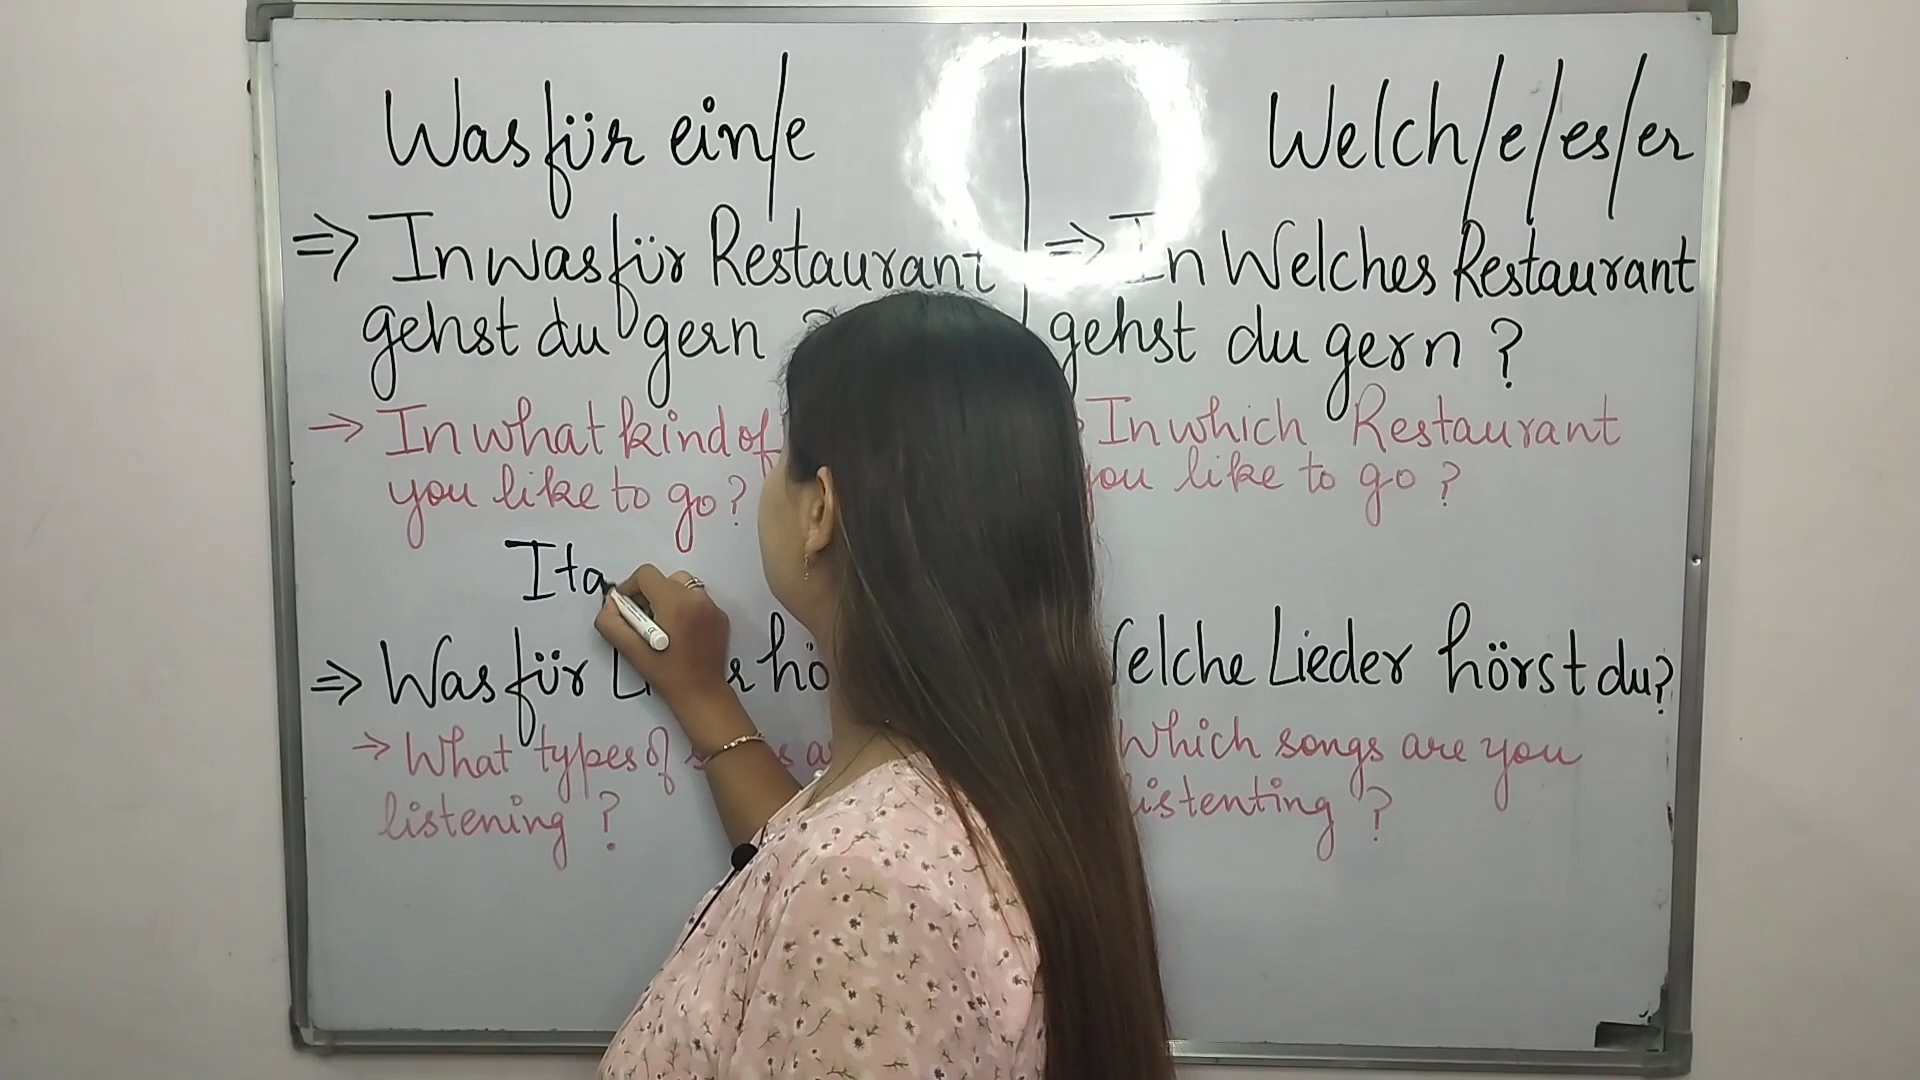 Was für ein/e
⇒ In was für Restaurant
gehst du gern
→ In what kind of
you like to go?
Ita
⇒ Was für
→ What types of
listening ?
Welch/e/es/er
⇒ In Welches Restaurant
gehst du gern ?
In which Restaurant
you like to go ?
Welche Lieder hörst du?
Which songs are you
listenting ?